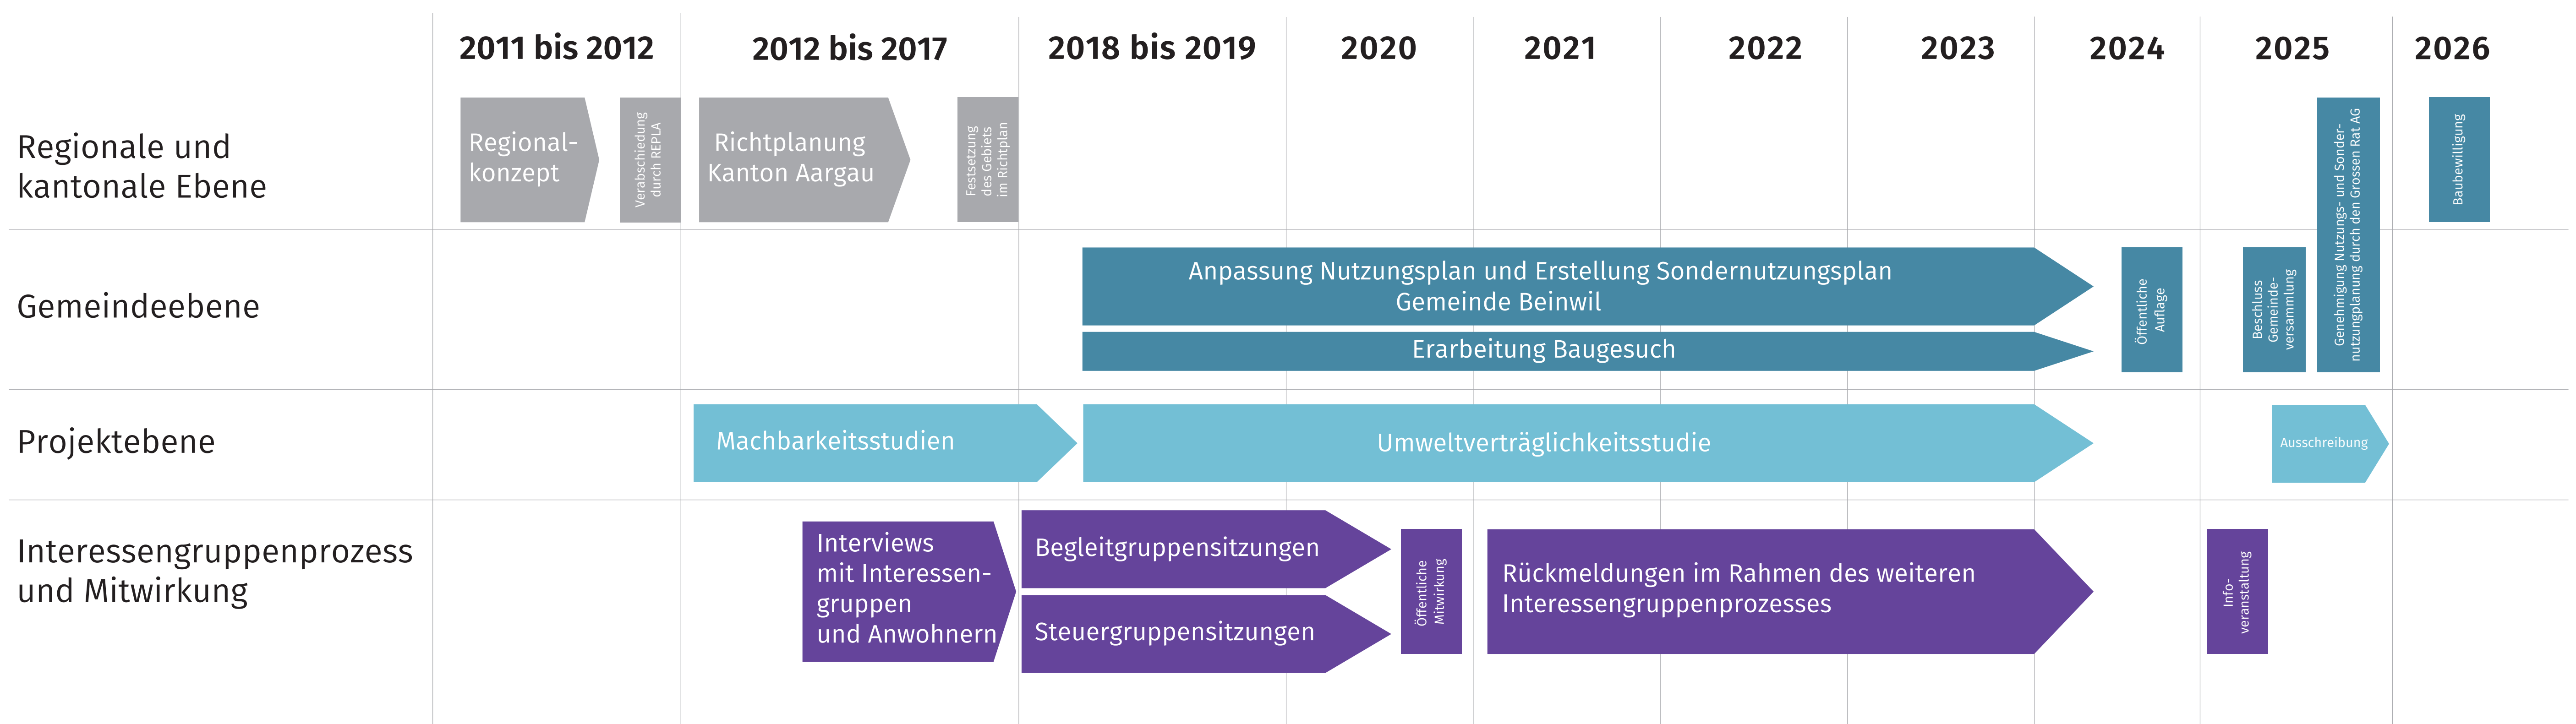 2011 bis 2012
2012 bis 2017
2018 bis 2019
2020
2021
2022
2023
2024
2025
2026
Regionale und
kantonale Ebene
Regional-
konzept
Verabschiedung
durch REPLA
Richtplanung
Kanton Aargau
Festsetzung
des Gebiets
im Richtplan
Genehmigung Nutzungs- und Sonder-
nutzungsplanung durch den Grossen Rat AG
Baubewilligung
Gemeindeebene
Anpassung Nutzungsplan und Erstellung Sondernutzungsplan
Gemeinde Beinwil
Erarbeitung Baugesuch
Öffentliche
Auflage
Beschluss
Gemeinde-
versammlung
Projektebene
Machbarkeitsstudien
Umweltverträglichkeitsstudie
Ausschreibung
Interessengruppenprozess
und Mitwirkung
Interviews
mit Interessen-
gruppen
und Anwohnern
Begleitgruppensitzungen
Steuergruppensitzungen
Öffentliche
Mitwirkung
Rückmeldungen im Rahmen des weiteren
Interessengruppenprozesses
Info-
veranstaltung